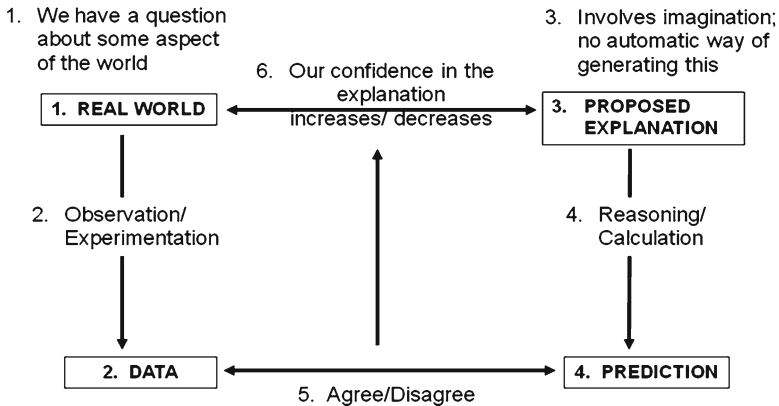 1. We have a question
about some aspect
of the world
3. Involves imagination;
no automatic way of
generating this
6. Our confidence in the
explanation
increases/ decreases
1. REAL WORLD
3. PROPOSED
EXPLANATION
2. Observation/
Experimentation
4. Reasoning/
Calculation
2. DATA
4. PREDICTION
5. Agree/Disagree